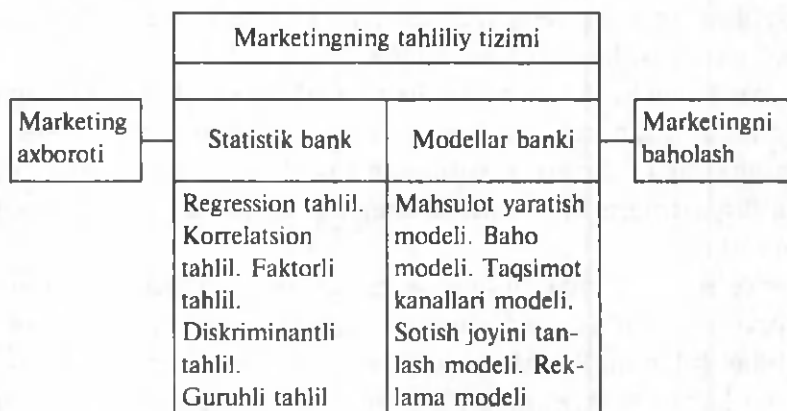 Marketingning tahliliy tizimi
Marketing
axboroti
Statistik bank
Modellar banki
Marketingni
baholash
Regression tahlil.
Korrelatsion
tahlil. Faktorli
tahlil.
Diskriminantli
tahlil.
Guruhli tahlil
Mahsulot yaratish
modeli. Baho
modeli. Taqsimot
kanallari modeli.
Sotish joyini tan-
lash modeli. Rek-
lama modeli